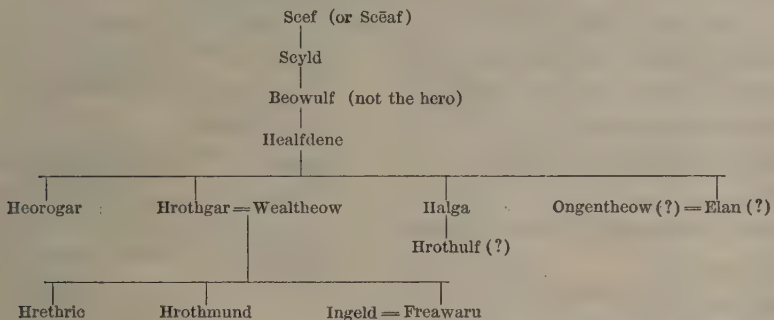 Scef (or Scēaf)
Scyld
Beowulf (not the hero)
Healfdene
Heorogar Hrothgar = Wealtheow Halga Ongentheow (?) = Elan (?)
Hrothulf (?)
Hrethric Hrothmund Ingeld = Freawaru